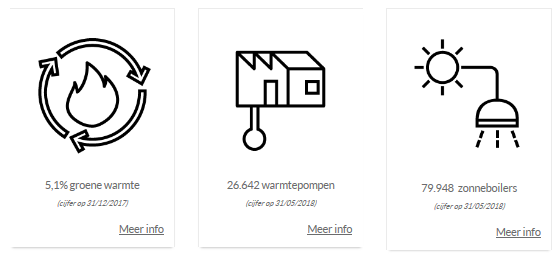 5,1% groene warmte
(cijfer op 31/12/2017)
Meer info
26.642 warmtepompen
(cijfer op 31/05/2018)
Meer info
79.948 zonneboilers
(cijfer op 31/05/2018)
Meer info